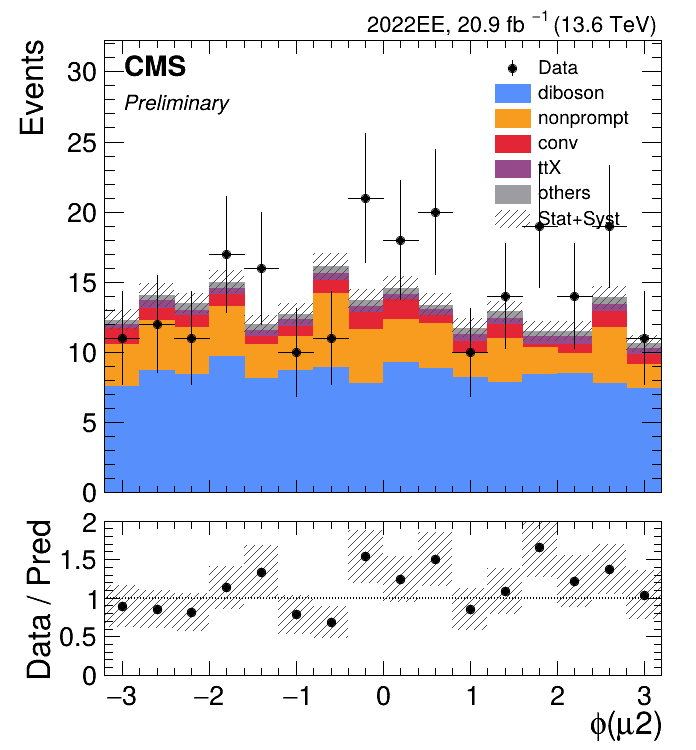 2022EE, 20.9 fb⁻¹ (13.6 TeV)
CMS
Preliminary
Events
30
25
20
15
10
5
0
Data
diboson
nonprompt
conv
ttX
others
Stat+Syst
Data / Pred
2
1.5
1
0.5
0
−3 −2 −1 0 1 2 3
ϕ(μ2)